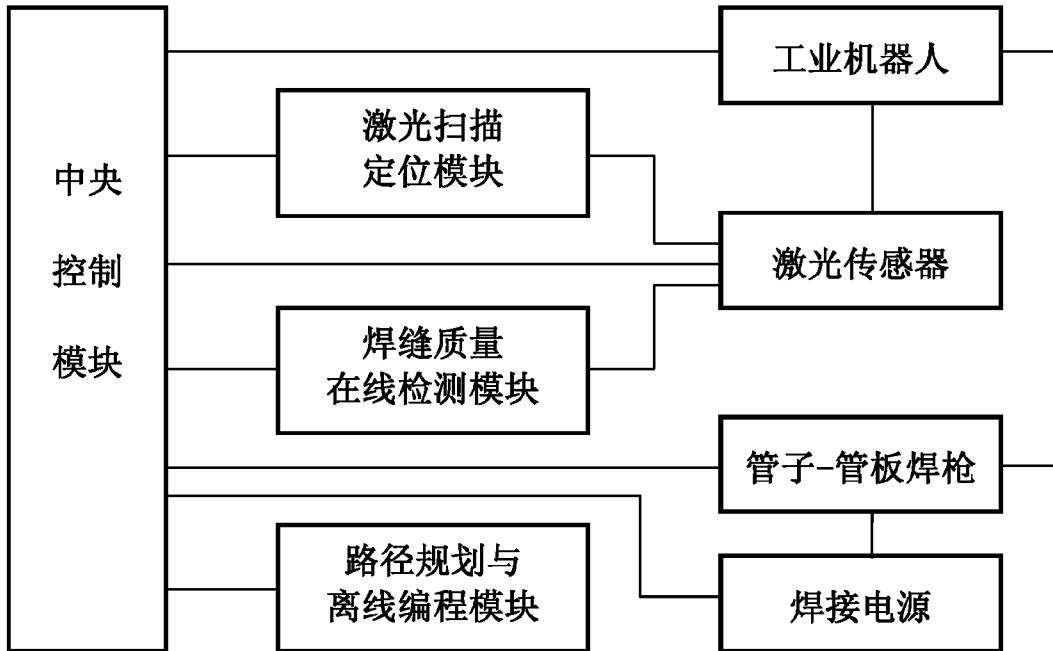 中央
控制
模块
工业机器人
激光扫描
定位模块
激光传感器
焊缝质量
在线检测模块
管子-管板焊枪
路径规划与
离线编程模块
焊接电源